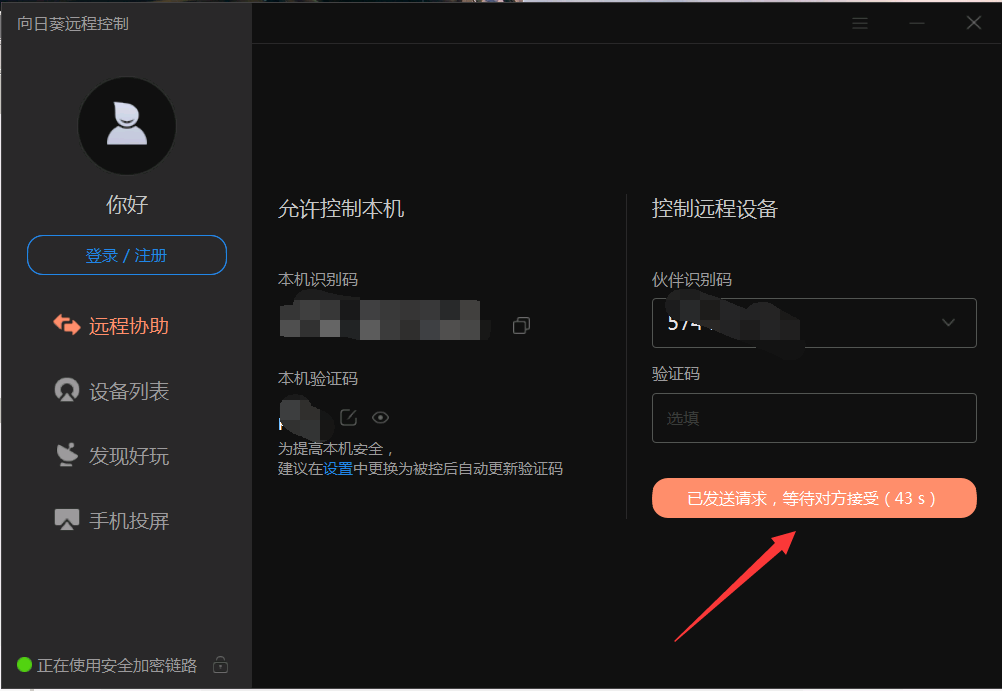 向日葵远程控制
你好
登录 / 注册
远程协助
设备列表
发现好玩
手机投屏
正在使用安全加密链路
允许控制本机
本机识别码
本机验证码
为提高本机安全，
建议在设置中更换为被控后自动更新验证码
控制远程设备
伙伴识别码
574
验证码
选填
已发送请求，等待对方接受（43 s）